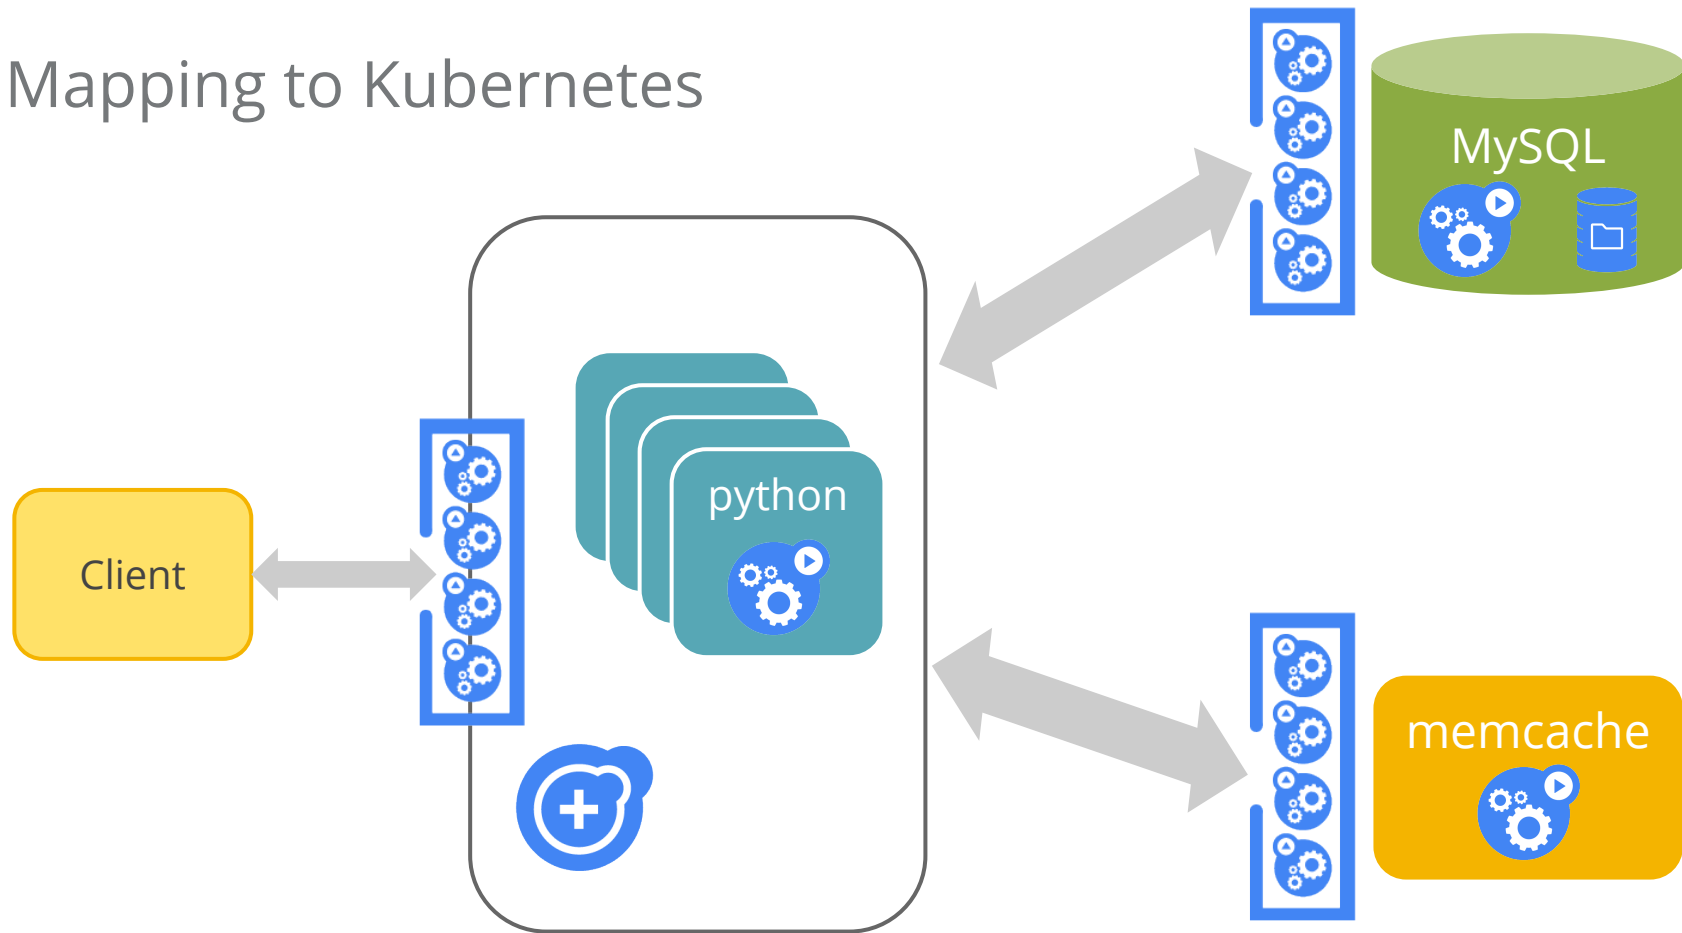 Mapping to Kubernetes
MySQL
python
Client
memcache